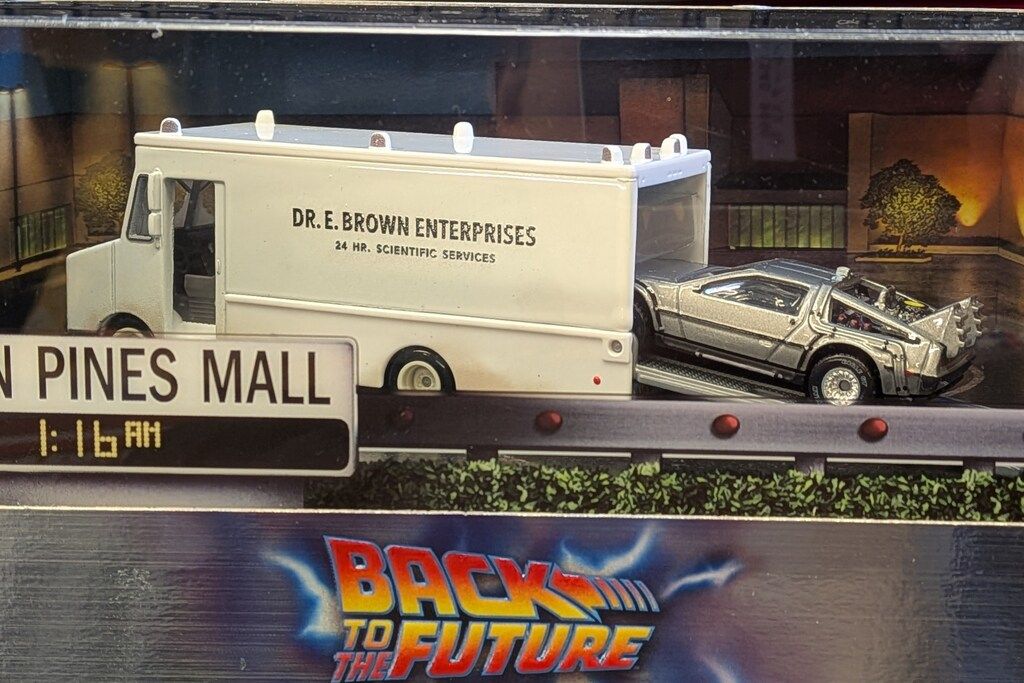 DR. E. BROWN ENTERPRISES
24 HR. SCIENTIFIC SERVICES
N PINES MALL
1:16 AM
BACK
TO
THE FUTURE